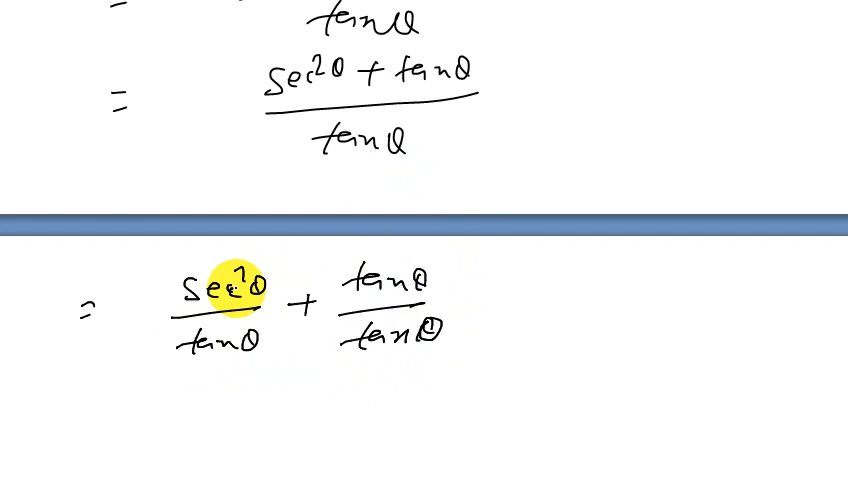 =
tanθ
sec²θ + tanθ
=
tanθ
sec²θ + tanθ
=
tanθ tanθ